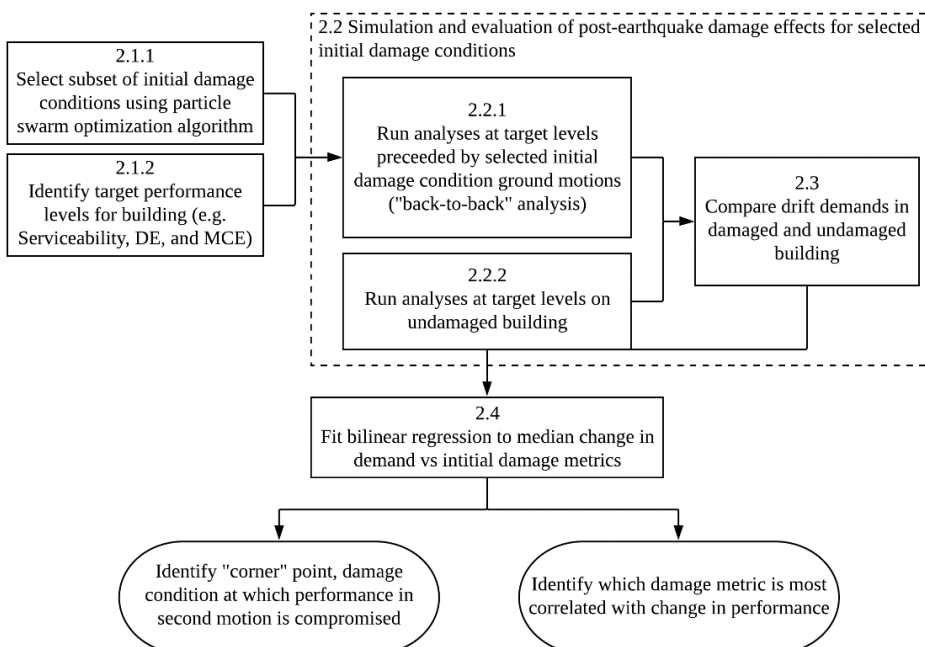 2.1.1
Select subset of initial damage
conditions using particle
swarm optimization algorithm
2.1.2
Identify target performance
levels for building (e.g.
Serviceability, DE, and MCE)
2.2 Simulation and evaluation of post-earthquake damage effects for selected
initial damage conditions
2.2.1
Run analyses at target levels
preceeded by selected initial
damage condition ground motions
("back-to-back" analysis)
2.2.2
Run analyses at target levels on
undamaged building
2.3
Compare drift demands in
damaged and undamaged
building
2.4
Fit bilinear regression to median change in
demand vs intitial damage metrics
Identify "corner" point, damage
condition at which performance in
second motion is compromised
Identify which damage metric is most
correlated with change in performance